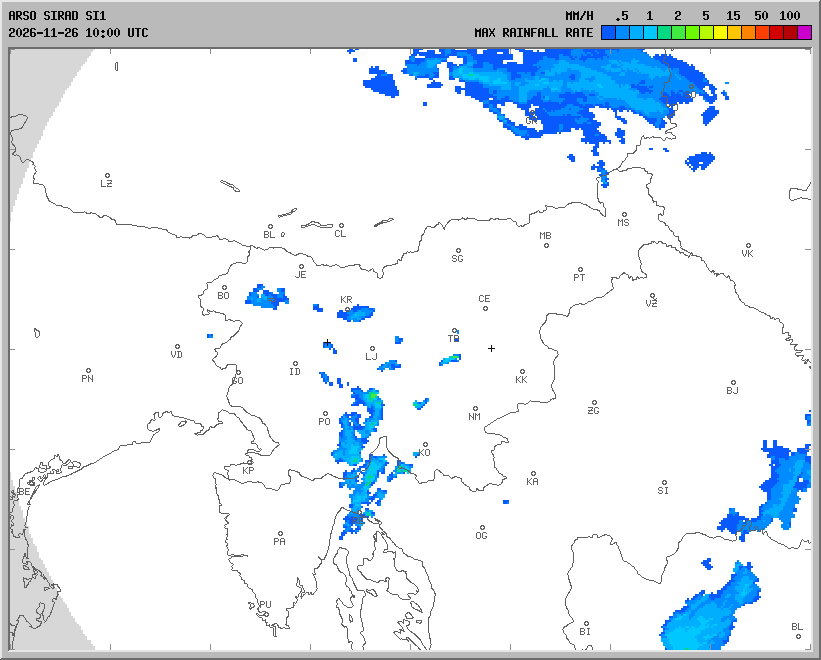 ARSO SIRAD SI1
MM/H .5 1 2 5 15 50 100
2026-11-26 10:00 UTC
MAX RAINFALL RATE
GR
LZ
MS
BL
CL
MB
VK
SG
JE
PT
BO
KR
CE
VZ
TR
VD
LJ
PN
GO
ID
KK
BJ
ZG
NM
PO
KO
KP
KA
BE
SI
PA
OG
PU
BI
BL